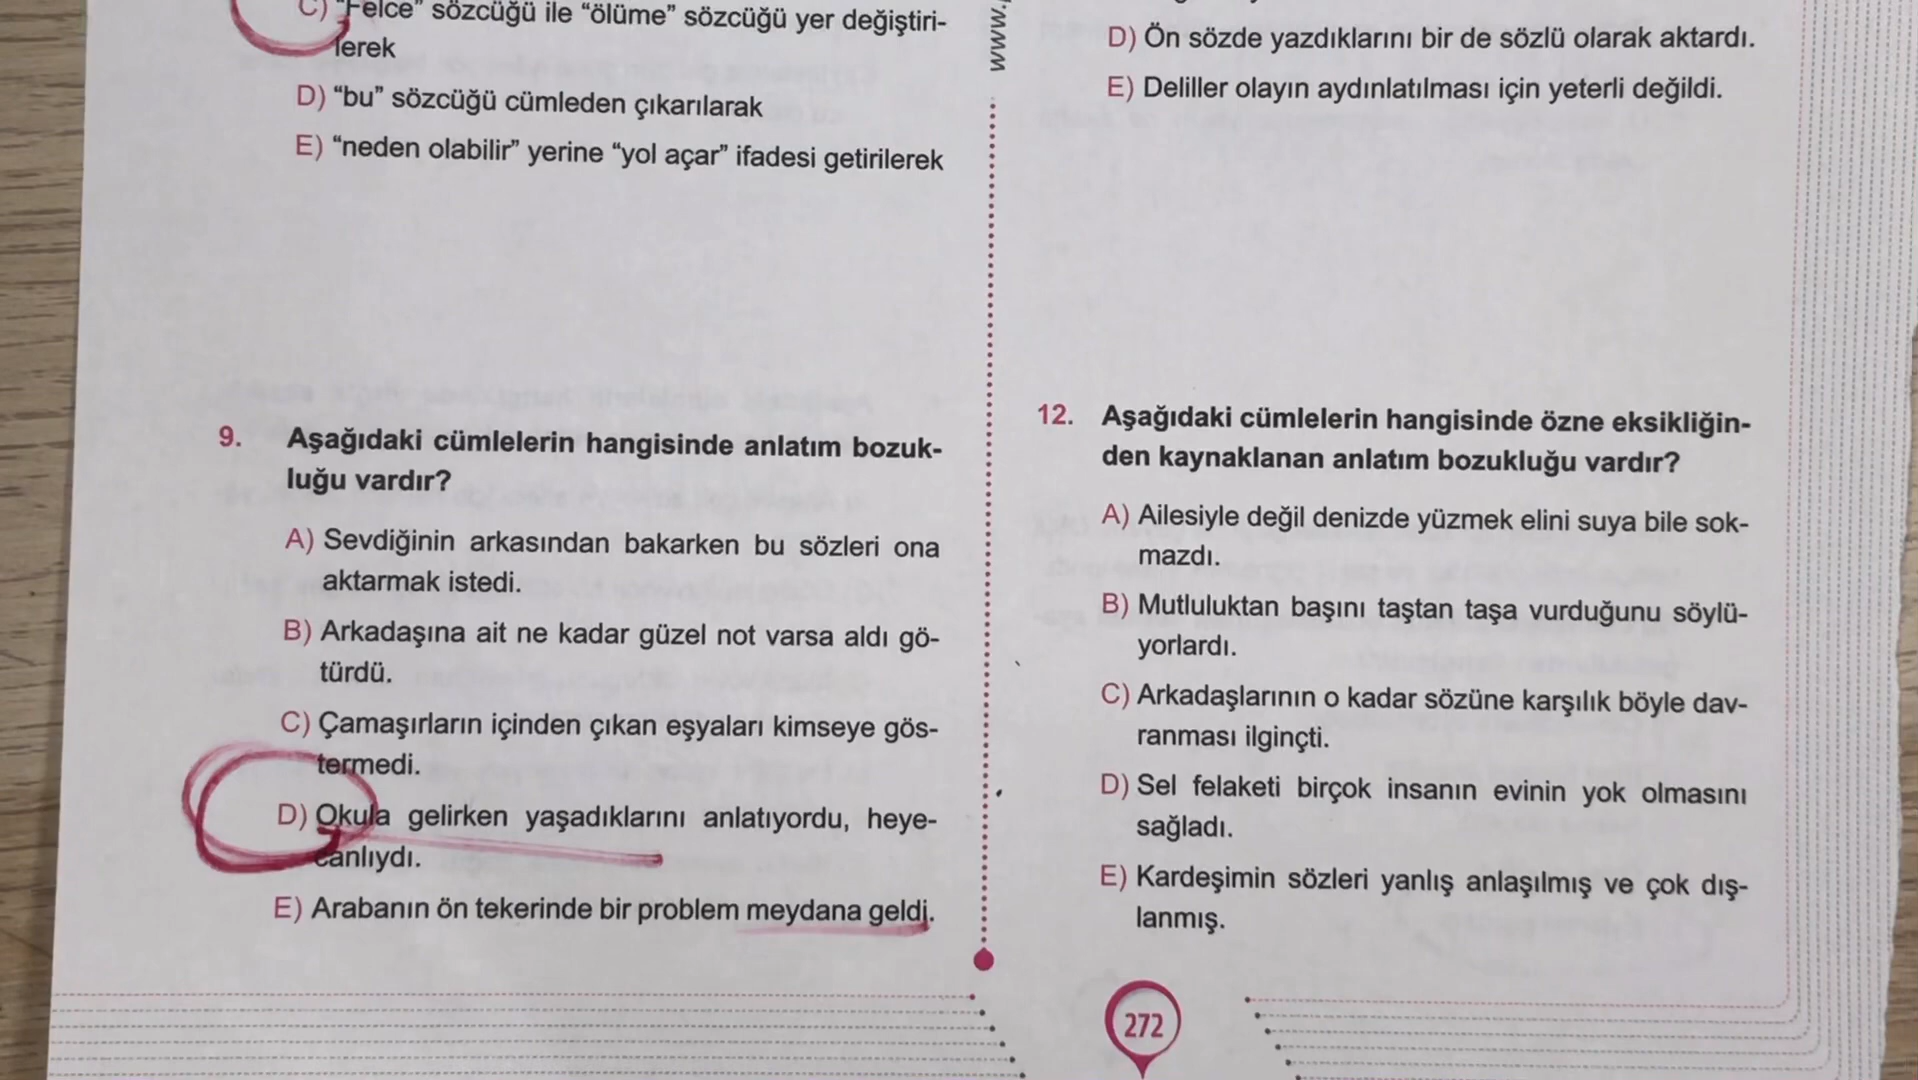 C) "Felce" sözcüğü ile "ölüme" sözcüğü yer değiştiri-
lerek
D) "bu" sözcüğü cümleden çıkarılarak
E) "neden olabilir" yerine "yol açar" ifadesi getirilerek
9. Aşağıdaki cümlelerin hangisinde anlatım bozuk-
luğu vardır?
A) Sevdiğinin arkasından bakarken bu sözleri ona
aktarmak istedi.
B) Arkadaşına ait ne kadar güzel not varsa aldı gö-
türdü.
C) Çamaşırların içinden çıkan eşyaları kimseye gös-
termedi.
D) Okula gelirken yaşadıklarını anlatıyordu, heye-
canlıydı.
E) Arabanın ön tekerinde bir problem meydana geldi.
www.
D) Ön sözde yazdıklarını bir de sözlü olarak aktardı.
E) Deliller olayın aydınlatılması için yeterli değildi.
12. Aşağıdaki cümlelerin hangisinde özne eksikliğin-
den kaynaklanan anlatım bozukluğu vardır?
A) Ailesiyle değil denizde yüzmek elini suya bile sok-
mazdı.
B) Mutluluktan başını taştan taşa vurduğunu söylü-
yorlardı.
C) Arkadaşlarının o kadar sözüne karşılık böyle dav-
ranması ilginçti.
D) Sel felaketi birçok insanın evinin yok olmasını
sağladı.
E) Kardeşimin sözleri yanlış anlaşılmış ve çok dış-
lanmış.
272